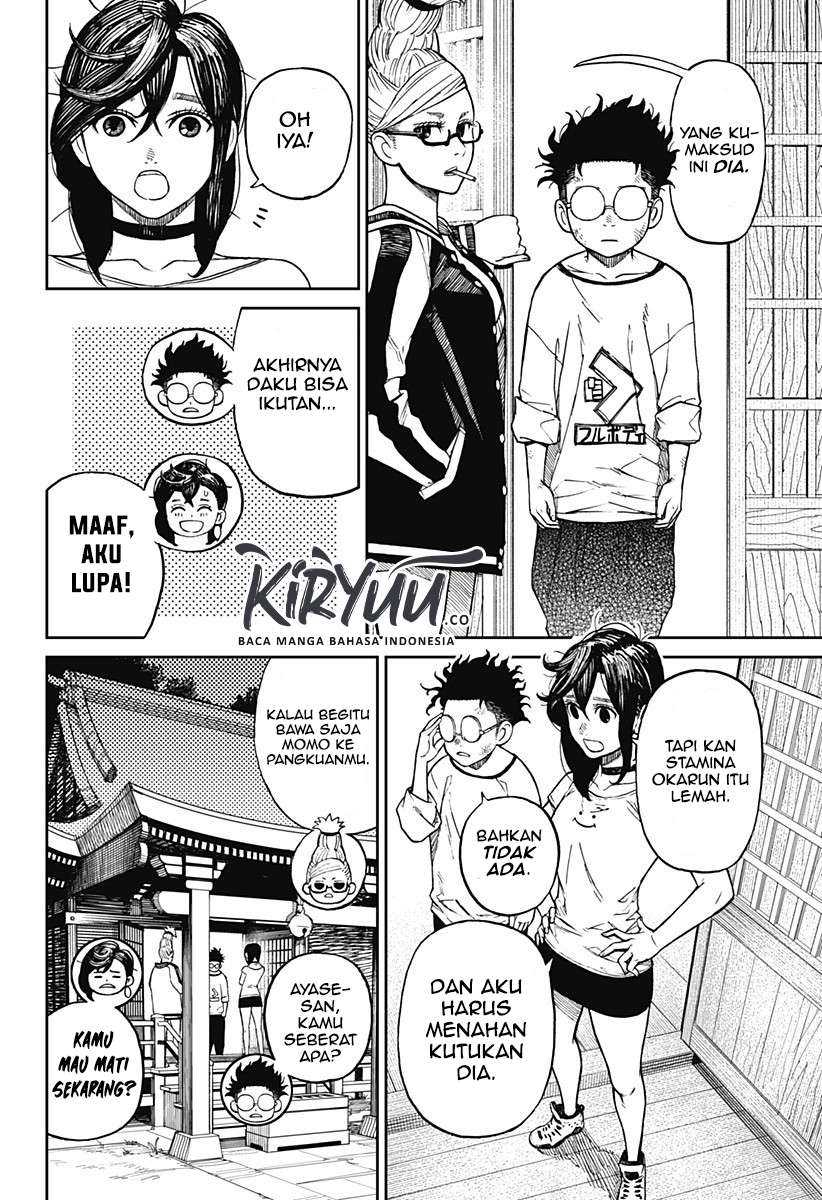 YANG KU-
MAKSUD
INI DIA.
フルボディ
OH
IYA!
AKHIRNYA
DAKU BISA
IKUTAN...
MAAF,
AKU
LUPA!
KIRYUU.CO
BACA MANGA BAHASA INDONESIA
TAPI KAN
STAMINA
OKARUN ITU
LEMAH.
BAHKAN
TIDAK
ADA.
DAN AKU
HARUS
MENAHAN
KUTUKAN
DIA.
KALAU BEGITU
BAWA SAJA
MOMO KE
PANGKUANMU.
AYASE-
SAN,
KAMU
SEBERAT
APA?
KAMU
MAU MATI
SEKARANG?